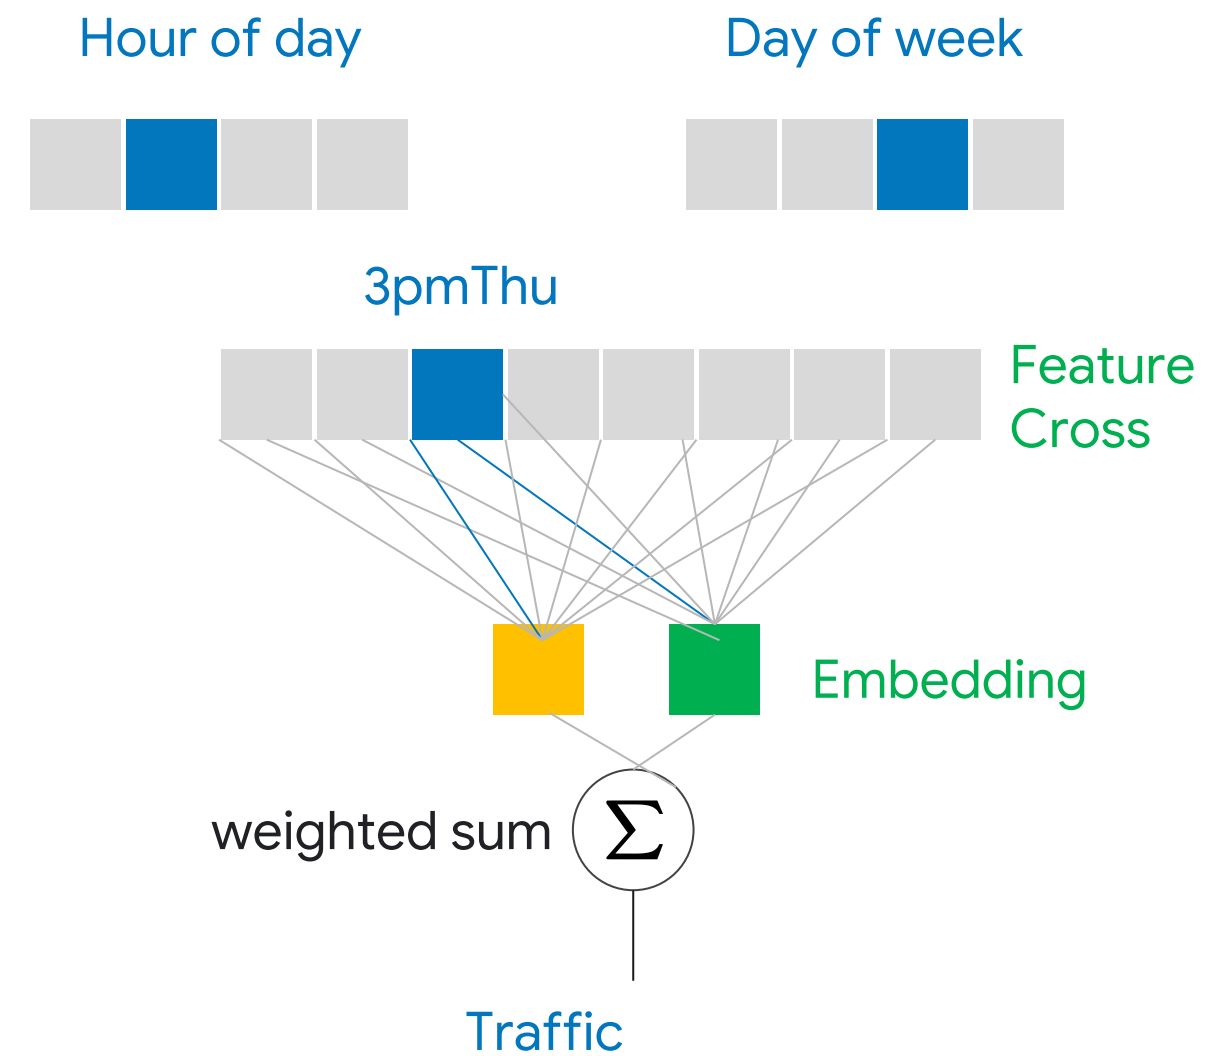 Hour of day
Day of week
3pmThu
Feature
Cross
Embedding
weighted sum
Σ
Traffic